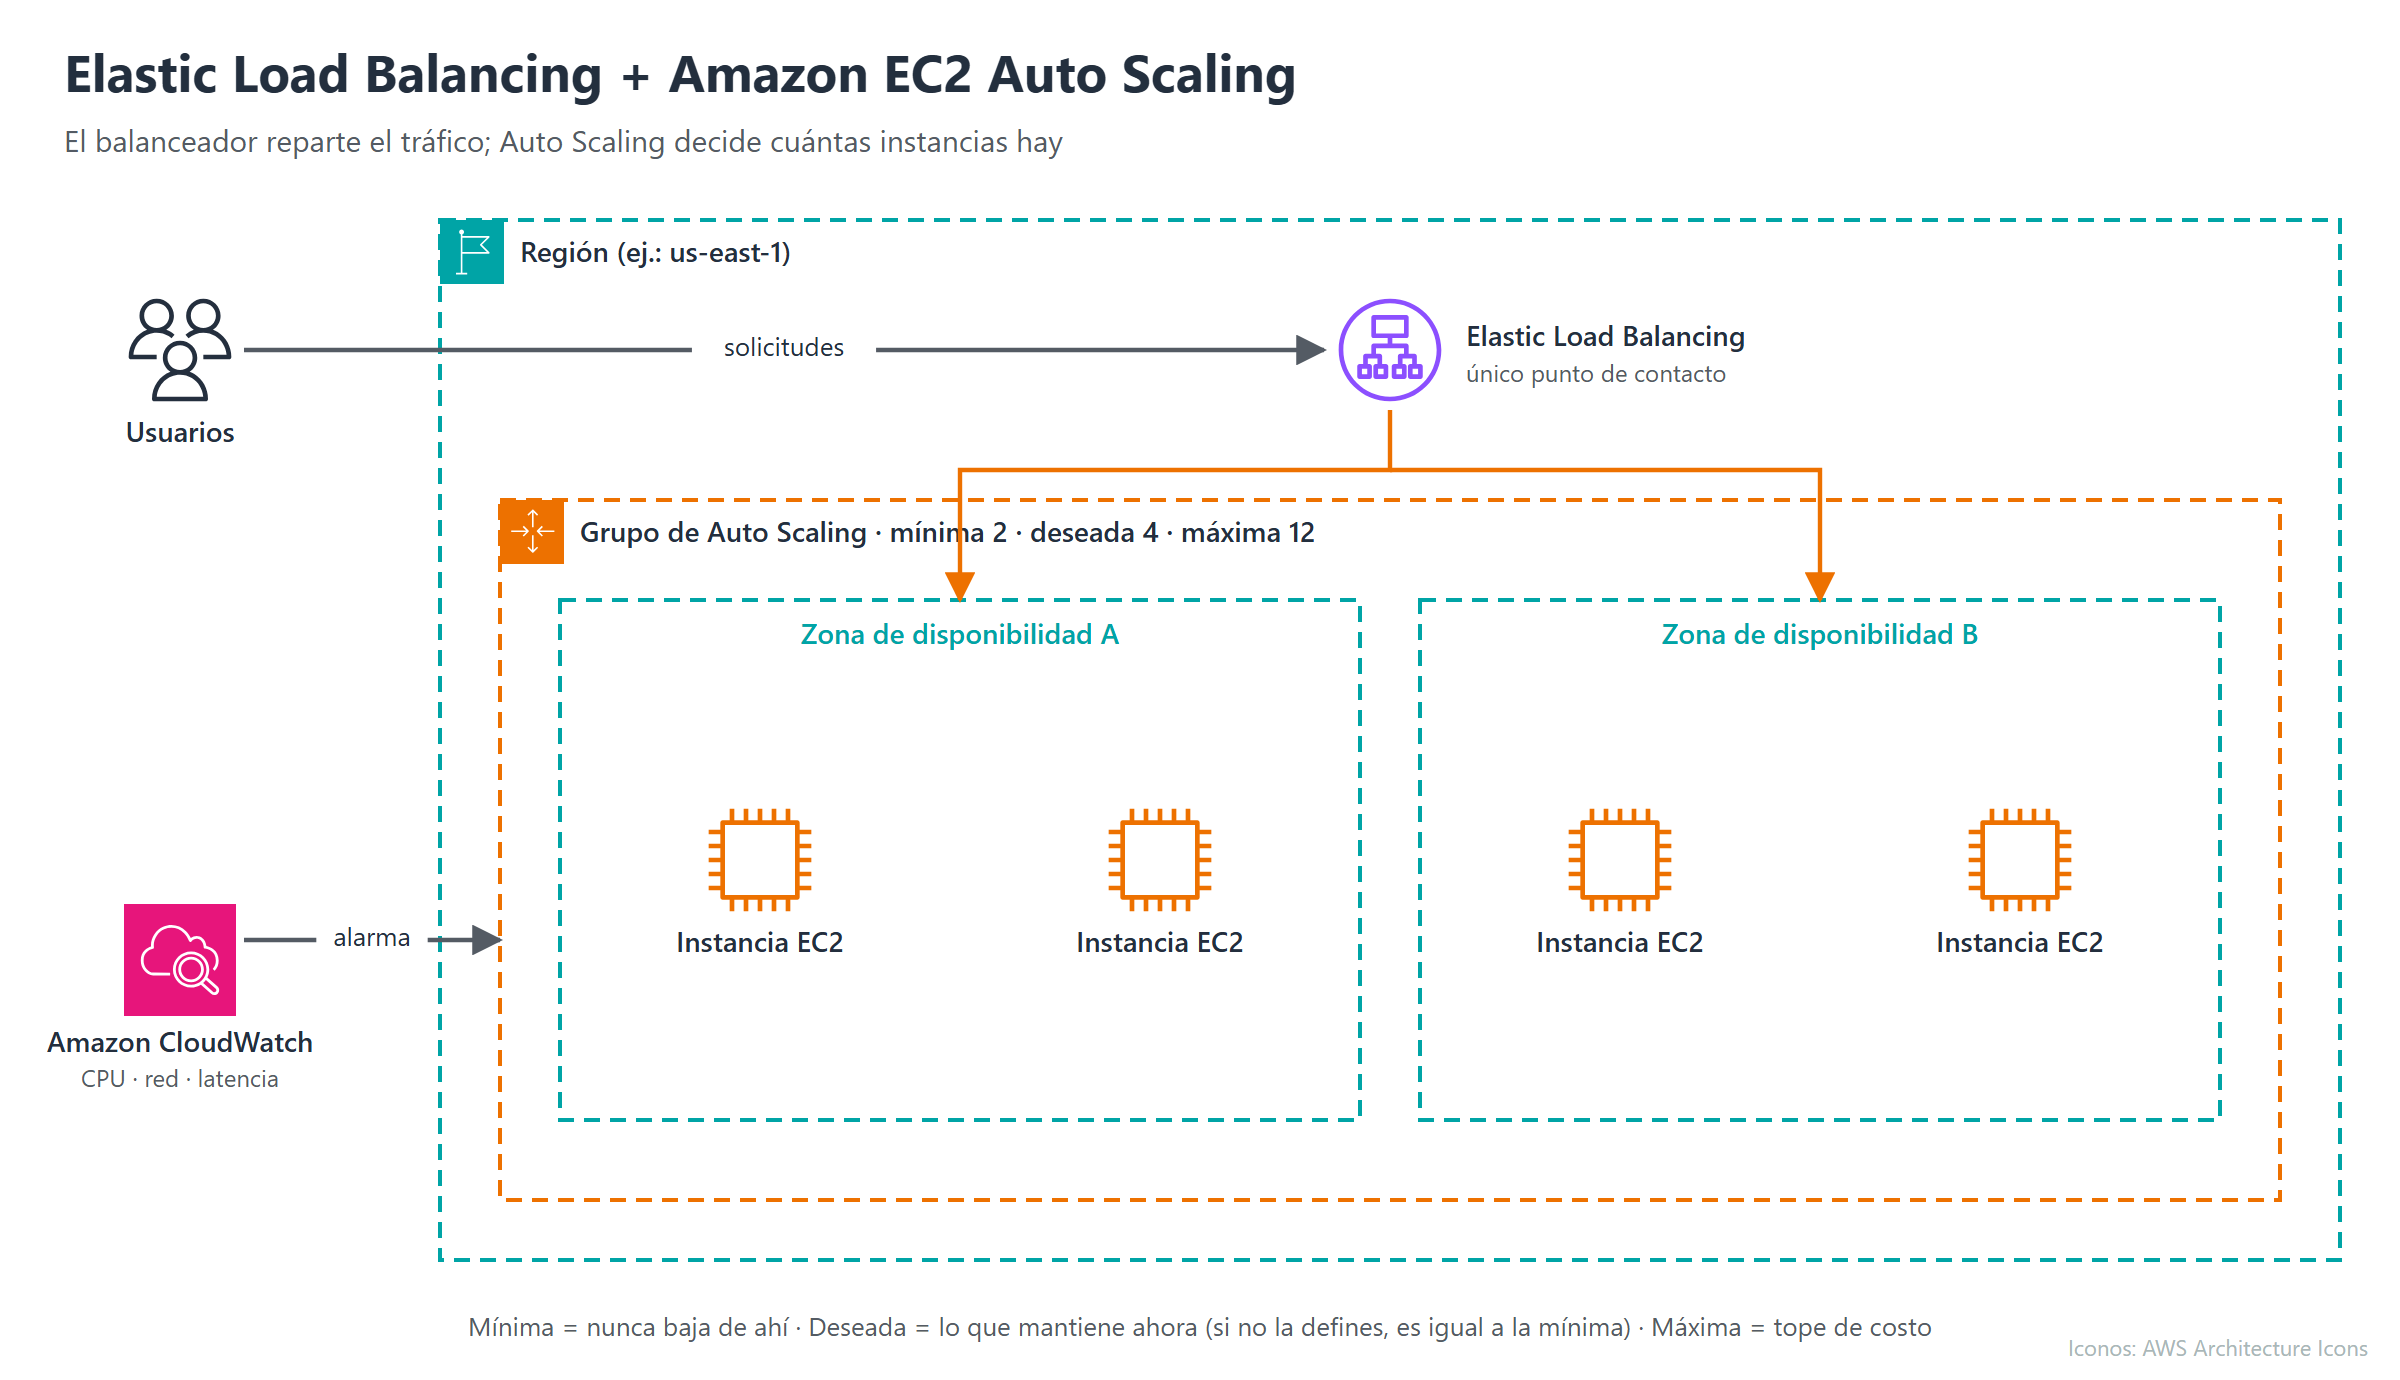 Elastic Load Balancing + Amazon EC2 Auto Scaling
El balanceador reparte el tráfico; Auto Scaling decide cuántas instancias hay
Región (ej.: us-east-1)
solicitudes
Elastic Load Balancing
único punto de contacto
Usuarios
Grupo de Auto Scaling · mínima 2 · deseada 4 · máxima 12
Zona de disponibilidad A
Zona de disponibilidad B
Instancia EC2
Instancia EC2
Instancia EC2
Instancia EC2
alarma
Amazon CloudWatch
CPU · red · latencia
Mínima = nunca baja de ahí · Deseada = lo que mantiene ahora (si no la defines, es igual a la mínima) · Máxima = tope de costo
Iconos: AWS Architecture Icons